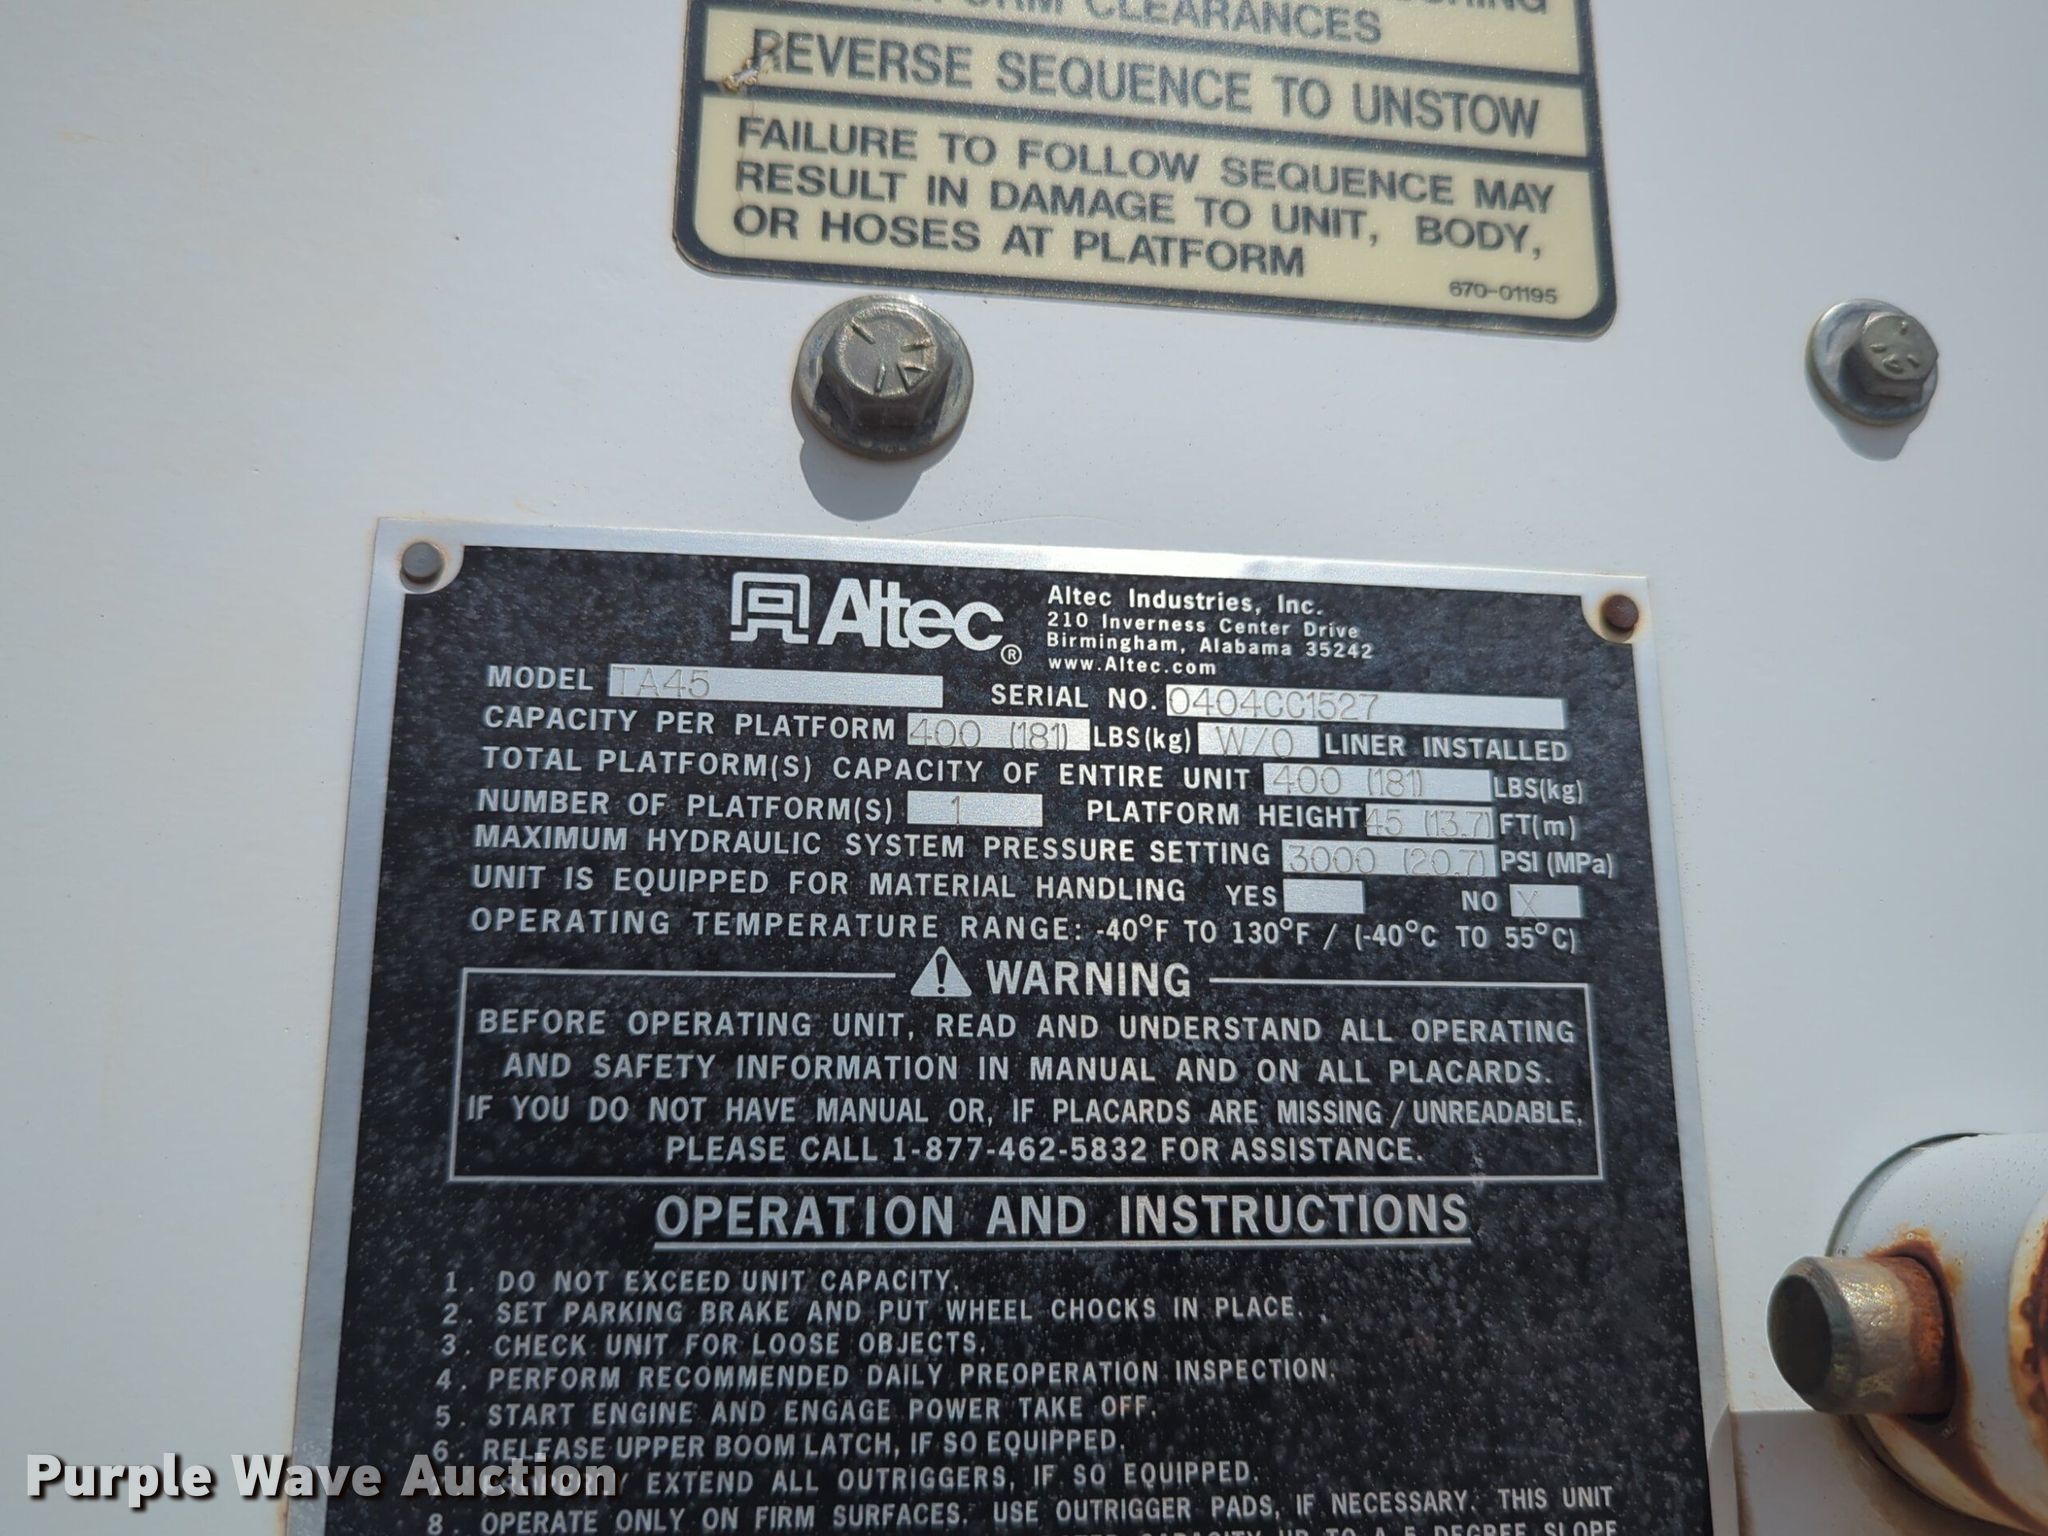 CLEARANCES
REVERSE SEQUENCE TO UNSTOW
FAILURE TO FOLLOW SEQUENCE MAY
RESULT IN DAMAGE TO UNIT, BODY,
OR HOSES AT PLATFORM
670-01195
Altec®
Altec Industries, Inc.
210 Inverness Center Drive
Birmingham, Alabama 35242
www.Altec.com
MODEL TA45 SERIAL NO. 0404CC1527
CAPACITY PER PLATFORM 400 (181) LBS(kg) W/O LINER INSTALLED
TOTAL PLATFORM(S) CAPACITY OF ENTIRE UNIT 400 (181) LBS(kg)
NUMBER OF PLATFORM(S) 1 PLATFORM HEIGHT 45 (13.7) FT(m)
MAXIMUM HYDRAULIC SYSTEM PRESSURE SETTING 3000 (20.7) PSI (MPa)
UNIT IS EQUIPPED FOR MATERIAL HANDLING YES NO X
OPERATING TEMPERATURE RANGE: -40°F TO 130°F / (-40°C TO 55°C)
WARNING
BEFORE OPERATING UNIT, READ AND UNDERSTAND ALL OPERATING
AND SAFETY INFORMATION IN MANUAL AND ON ALL PLACARDS.
IF YOU DO NOT HAVE MANUAL OR, IF PLACARDS ARE MISSING/UNREADABLE,
PLEASE CALL 1-877-462-5832 FOR ASSISTANCE.
OPERATION AND INSTRUCTIONS
1. DO NOT EXCEED UNIT CAPACITY.
2. SET PARKING BRAKE AND PUT WHEEL CHOCKS IN PLACE.
3. CHECK UNIT FOR LOOSE OBJECTS.
4. PERFORM RECOMMENDED DAILY PREOPERATION INSPECTION.
5. START ENGINE AND ENGAGE POWER TAKE OFF.
6. RELEASE UPPER BOOM LATCH, IF SO EQUIPPED.
EXTEND ALL OUTRIGGERS, IF SO EQUIPPED.
8. OPERATE ONLY ON FIRM SURFACES. USE OUTRIGGER PADS, IF NECESSARY. THIS UNIT
CAPACITY UP TO A 5 DEGREE SLOPE
Purple Wave Auction